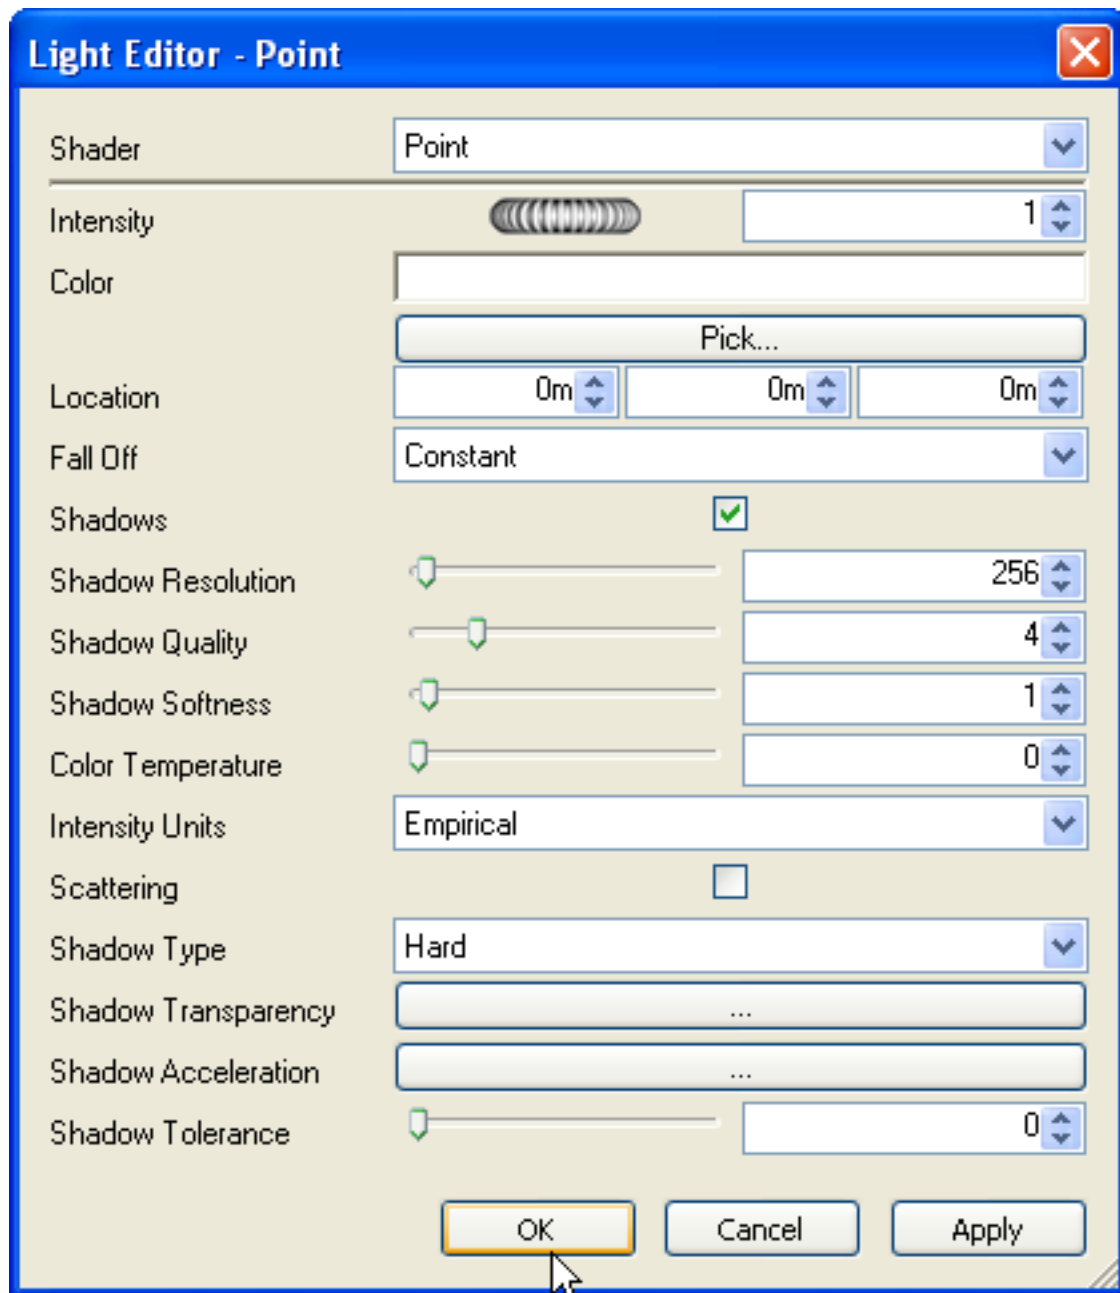 Light Editor - Point
Shader Point
Intensity 1
Color
Pick...
Location 0m 0m 0m
Fall Off Constant
Shadows
Shadow Resolution 256
Shadow Quality 4
Shadow Softness 1
Color Temperature 0
Intensity Units Empirical
Scattering
Shadow Type Hard
Shadow Transparency ...
Shadow Acceleration ...
Shadow Tolerance 0
OK Cancel Apply